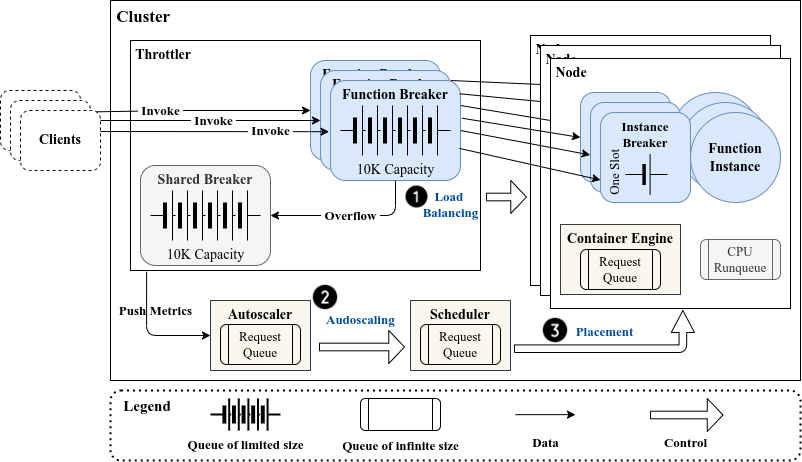 Cluster
Throttler
Node
Function Breaker
10K Capacity
Invoke
Invoke
Invoke
Clients
Instance
Breaker
One Slot
Function
Instance
Shared Breaker
10K Capacity
Overflow
1 Load
Balancing
Container Engine
Request
Queue
CPU
Runqueue
Push Metrics
Autoscaler
Request
Queue
2
Audoscaling
Scheduler
Request
Queue
3 Placement
Legend
Queue of limited size
Queue of infinite size
Data
Control